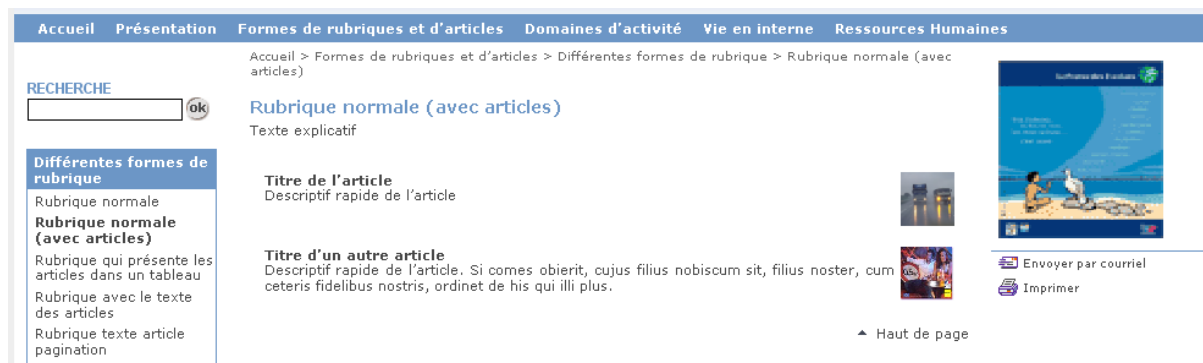 Accueil Présentation Formes de rubriques et d'articles Domaines d'activité Vie en interne Ressources Humaines
Accueil > Formes de rubriques et d'articles > Différentes formes de rubrique > Rubrique normale (avec
articles)
RECHERCHE
ok
Rubrique normale (avec articles)
Texte explicatif
Différentes formes de
rubrique
Rubrique normale
Rubrique normale
(avec articles)
Rubrique qui présente les
articles dans un tableau
Rubrique avec le texte
des articles
Rubrique texte article
pagination
Titre de l'article
Descriptif rapide de l'article
Titre d'un autre article
Descriptif rapide de l'article. Si comes obierit, cujus filius nobiscum sit, filius noster, cum
ceteris fidelibus nostris, ordinet de his qui illi plus.
Haut de page
Envoyer par courriel
Imprimer